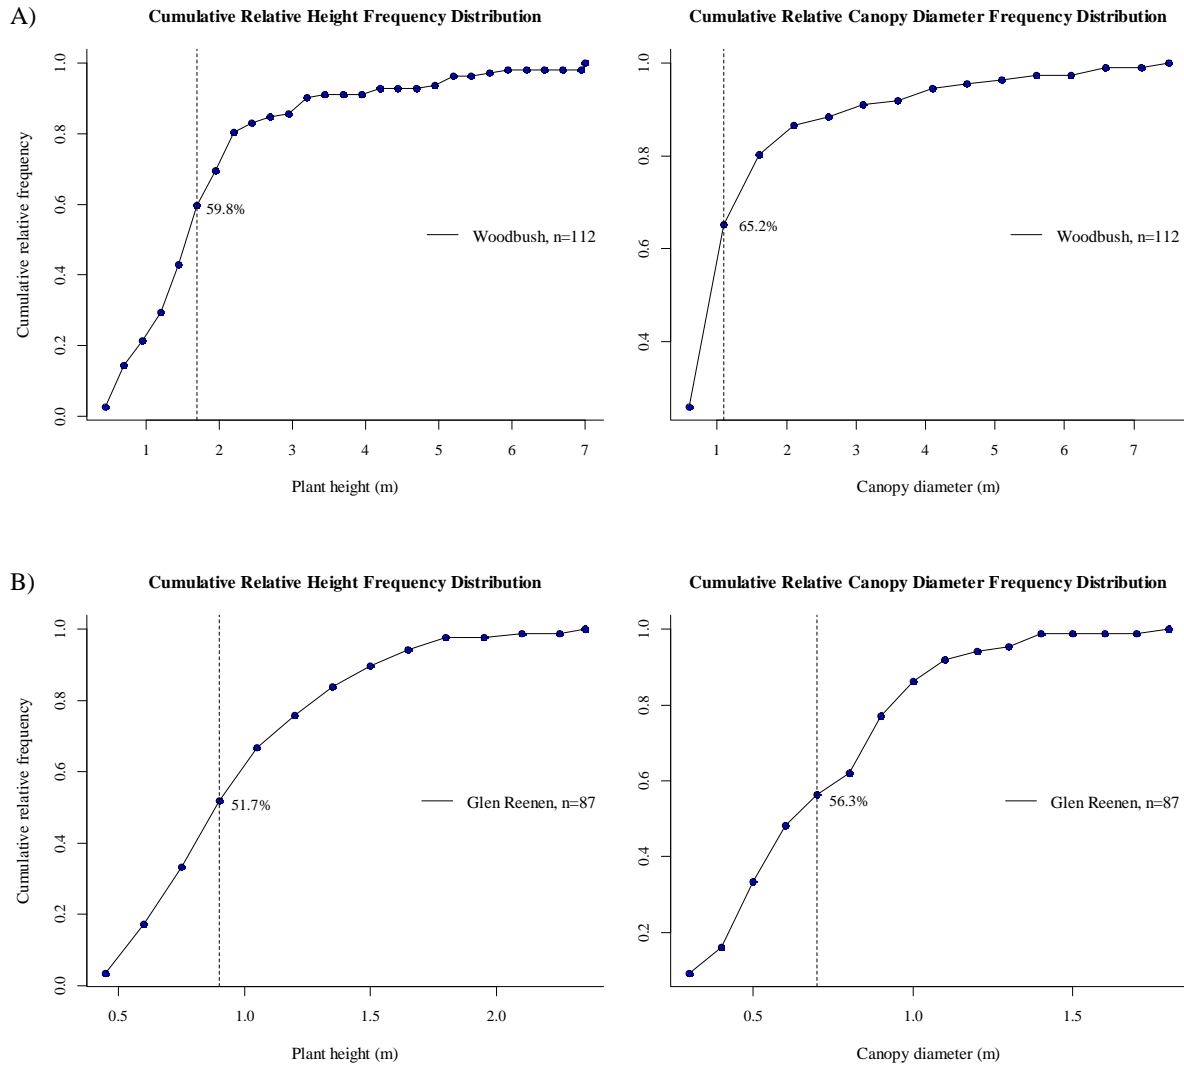 A)
Cumulative Relative Height Frequency Distribution
Cumulative relative frequency
1.0
0.8
0.6
0.4
0.2
0.0
59.8%
Woodbush, n=112
1 2 3 4 5 6 7
Plant height (m)
Cumulative Relative Canopy Diameter Frequency Distribution
1.0
0.8
0.6
0.4
65.2%
Woodbush, n=112
1 2 3 4 5 6 7
Canopy diameter (m)
B)
Cumulative Relative Height Frequency Distribution
Cumulative relative frequency
1.0
0.8
0.6
0.4
0.2
0.0
51.7%
Glen Reenen, n=87
0.5 1.0 1.5 2.0
Plant height (m)
Cumulative Relative Canopy Diameter Frequency Distribution
1.0
0.8
0.6
0.4
0.2
56.3%
Glen Reenen, n=87
0.5 1.0 1.5
Canopy diameter (m)